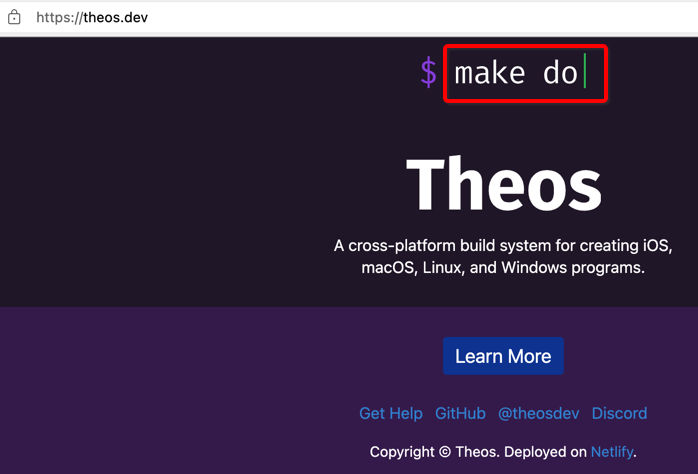 https://theos.dev
$ make do
Theos
A cross-platform build system for creating iOS,
macOS, Linux, and Windows programs.
Learn More
Get Help GitHub @theosdev Discord
Copyright © Theos. Deployed on Netlify.